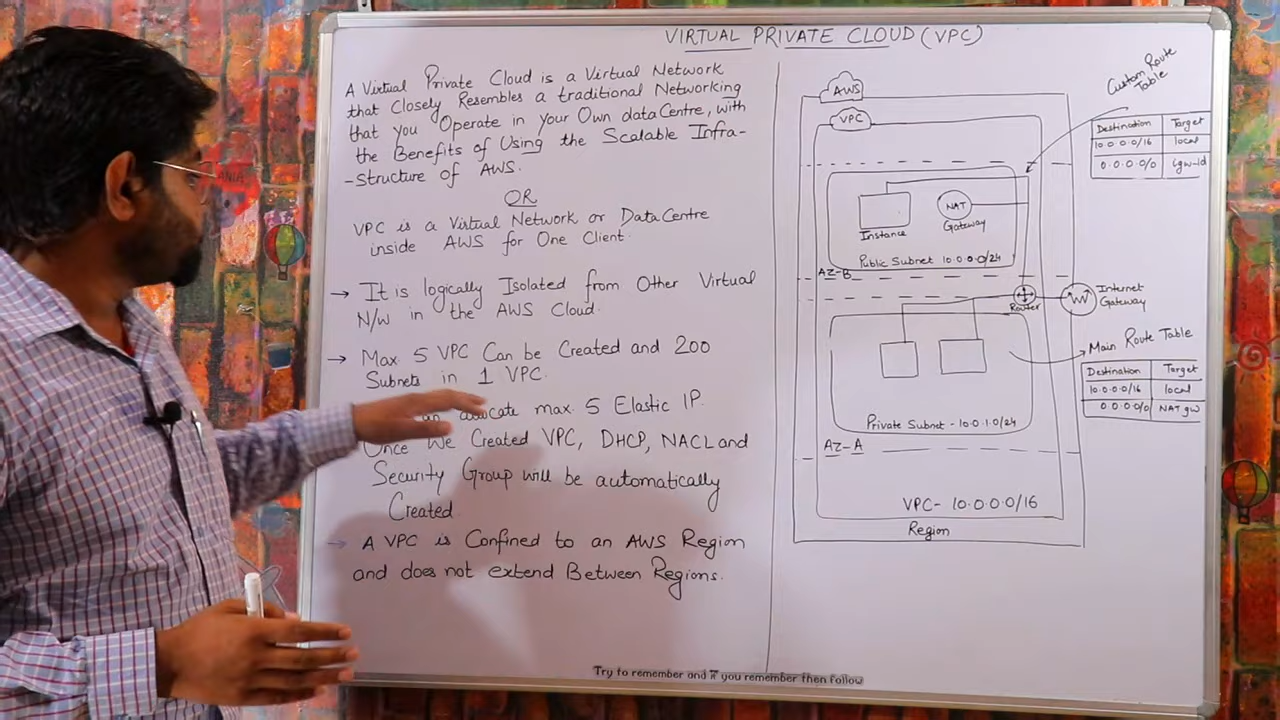 VIRTUAL PRIVATE CLOUD (VPC)
A Virtual Private Cloud is a Virtual Network
that Closely Resembles a traditional Networking
that you Operate in your Own data Centre, with
the Benefits of Using the Scalable Infra-
-Structure of AWS.
OR
VPC is a Virtual Network or Data Centre
inside AWS for One Client.
→ It is logically Isolated from Other Virtual
N/w in the AWS Cloud.
→ Max 5 VPC Can be Created and 200
Subnets in 1 VPC.
max 5 Elastic IP.
Once We Created VPC, DHCP, NACL and
Security Group will be automatically
Created
→ A VPC is Confined to an AWS Region
and does not extend Between Regions.
AWS
VPC
Custom Route
Table
Destination Target
10.0.0.0/16 local
0.0.0.0/0 igw-id
Instance
NAT
Gateway
Public Subnet 10.0.0.0/24
AZ-B
Router
Internet
Gateway
Main Route Table
Destination Target
10.0.0.0/16 local
0.0.0.0/0 NAT gw
Private Subnet - 10.0.1.0/24
AZ-A
VPC- 10.0.0.0/16
Region
Try to remember and if you remember then follow
ANIA